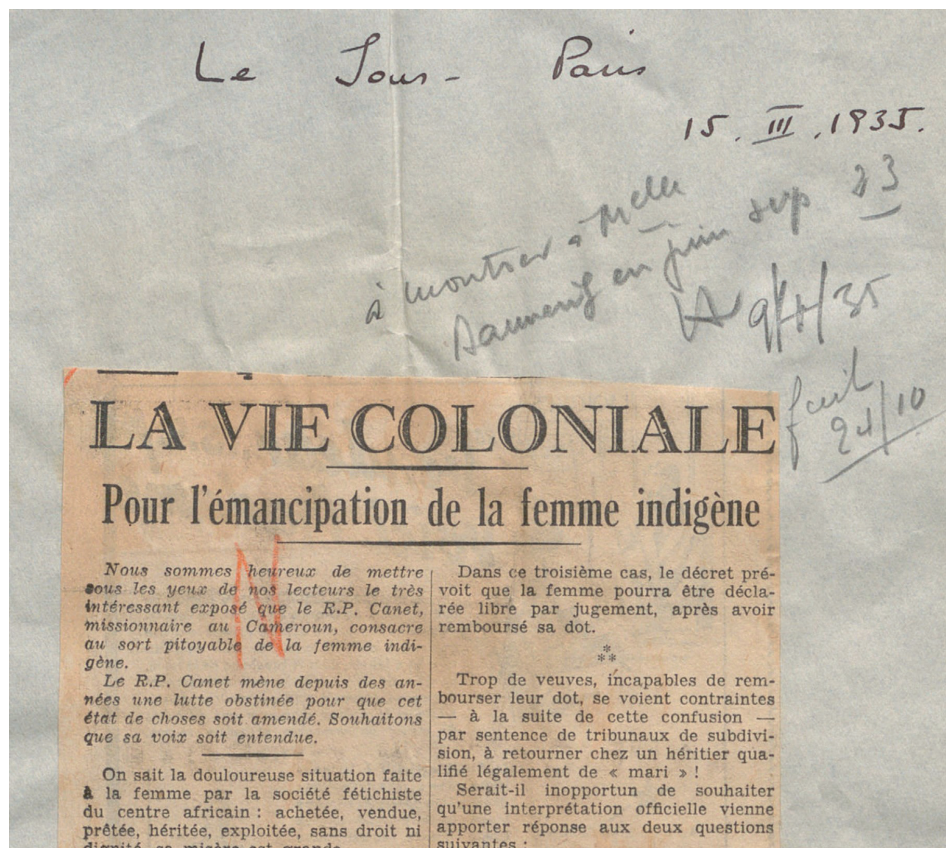 Le Jour - Paris
15. III. 1935.
à montrer à Melle
en juin svp 23
9/4/35
fait
24/10
LA VIE COLONIALE
Pour l'émancipation de la femme indigène
N
Nous sommes heureux de mettre
sous les yeux de nos lecteurs le très
intéressant exposé que le R.P. Canet,
missionnaire au Cameroun, consacre
au sort pitoyable de la femme indi-
gène.
Le R.P. Canet mène depuis des an-
nées une lutte obstinée pour que cet
état de choses soit amendé. Souhaitons
que sa voix soit entendue.
On sait la douloureuse situation faite
à la femme par la société fétichiste
du centre africain : achetée, vendue,
prêtée, héritée, exploitée, sans droit ni
dignité, sa misère est grande.
Dans ce troisième cas, le décret pré-
voit que la femme pourra être décla-
rée libre par jugement, après avoir
remboursé sa dot.
Trop de veuves, incapables de rem-
bourser leur dot, se voient contraintes
— à la suite de cette confusion —
par sentence de tribunaux de subdivi-
sion, à retourner chez un héritier qua-
lifié légalement de « mari » !
Serait-il inopportun de souhaiter
qu'une interprétation officielle vienne
apporter réponse aux deux questions
suivantes :